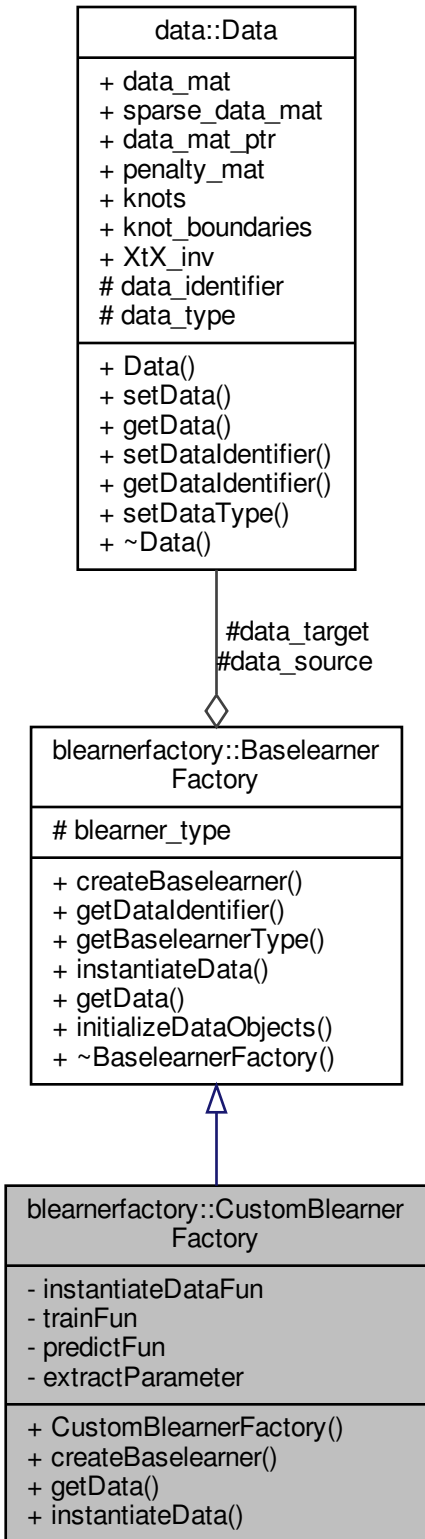 data::Data
+ data_mat
+ sparse_data_mat
+ data_mat_ptr
+ penalty_mat
+ knots
+ knot_boundaries
+ XtX_inv
# data_identifier
# data_type
+ Data()
+ setData()
+ getData()
+ setDataIdentifier()
+ getDataIdentifier()
+ setDataType()
+ ~Data()
#data_target
#data_source
blearnerfactory::Baselearner
Factory
# blearner_type
+ createBaselearner()
+ getDataIdentifier()
+ getBaselearnerType()
+ instantiateData()
+ getData()
+ initializeDataObjects()
+ ~BaselearnerFactory()
blearnerfactory::CustomBlearner
Factory
- instantiateDataFun
- trainFun
- predictFun
- extractParameter
+ CustomBlearnerFactory()
+ createBaselearner()
+ getData()
+ instantiateData()